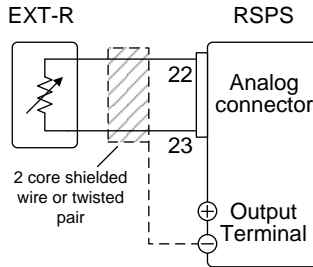 EXT-R
RSPS
22
Analog
connector
23
2 core shielded
wire or twisted
pair
+
Output
Terminal
−